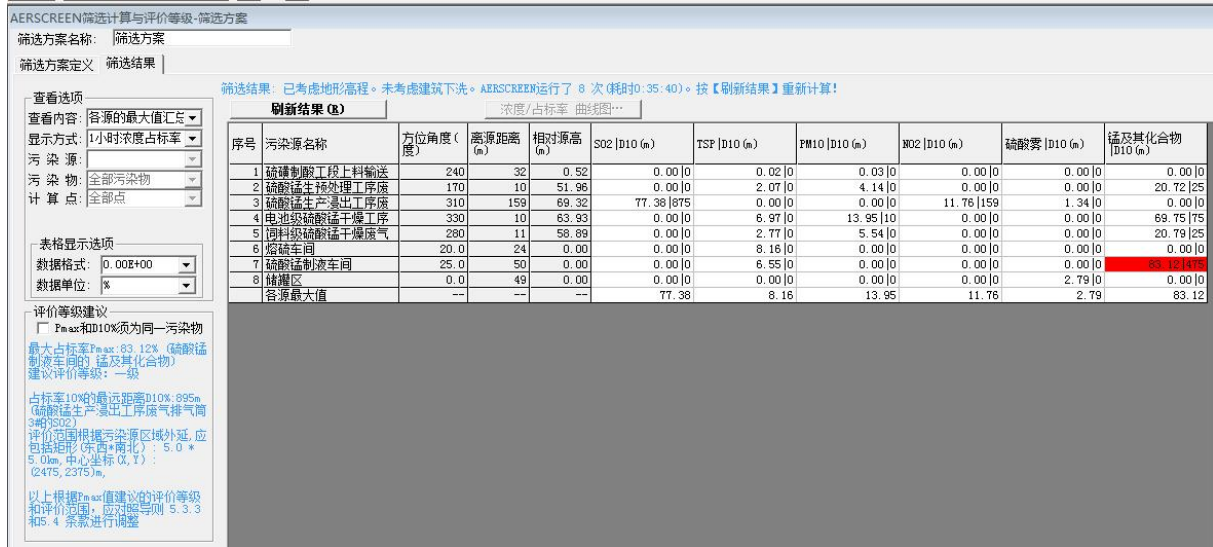 AERSCREEN筛选计算与评价等级-筛选方案
筛选方案名称: 筛选方案
筛选方案定义 筛选结果
筛选结果: 已考虑地形高程。未考虑建筑下洗。AERSCREEN运行了 8 次(耗时0:35:40)。按【刷新结果】重新计算!
刷新结果(R) 浓度/占标率 曲线图…
查看选项
查看内容: 各源的最大值汇总
显示方式: 1小时浓度占标率
污 染 源:
污 染 物: 全部污染物
计 算 点: 全部点
表格显示选项
数据格式: 0.00E+00
数据单位: %
评价等级建议
Pmax和D10%须为同一污染物
最大占标率Pmax:83.12% (硫酸锰
制液车间的 锰及其化合物)
建议评价等级: 一级
占标率10%的最远距离D10%:895m
(硫酸锰生产浸出工序废气排气筒
3#的SO2)
评价范围根据污染源区域外延,应
包括矩形(东西*南北): 5.0 *
5.0km,中心坐标(X,Y):
(2475,2375)m,
以上根据Pmax值建议的评价等级
和评价范围,应对照导则 5.3.3
和5.4 条款进行调整
序号 污染源名称 方位角度(度) 离源距离(m) 相对源高(m) SO2|D10(m) TSP|D10(m) PM10|D10(m) NO2|D10(m) 硫酸雾|D10(m) 锰及其化合物|D10(m)
1 硫磺制酸工段上料输送 240 32 0.52 0.00|0 0.02|0 0.03|0 0.00|0 0.00|0 0.00|0
2 硫酸锰生预处理工序废 170 10 51.96 0.00|0 2.07|0 4.14|0 0.00|0 0.00|0 20.72|25
3 硫酸锰生产浸出工序废 310 159 69.32 77.38|875 0.00|0 0.00|0 11.76|159 1.34|0 0.00|0
4 电池级硫酸锰干燥工序 330 10 63.93 0.00|0 6.97|0 13.95|10 0.00|0 0.00|0 69.75|75
5 饲料级硫酸锰干燥废气 280 11 58.89 0.00|0 2.77|0 5.54|0 0.00|0 0.00|0 20.79|25
6 熔硫车间 20.0 24 0.00 0.00|0 8.16|0 0.00|0 0.00|0 0.00|0 0.00|0
7 硫酸锰制液车间 25.0 50 0.00 0.00|0 6.55|0 0.00|0 0.00|0 0.00|0 83.12|475
8 储罐区 0.0 49 0.00 0.00|0 0.00|0 0.00|0 0.00|0 2.79|0 0.00|0
各源最大值 -- -- -- 77.38 8.16 13.95 11.76 2.79 83.12